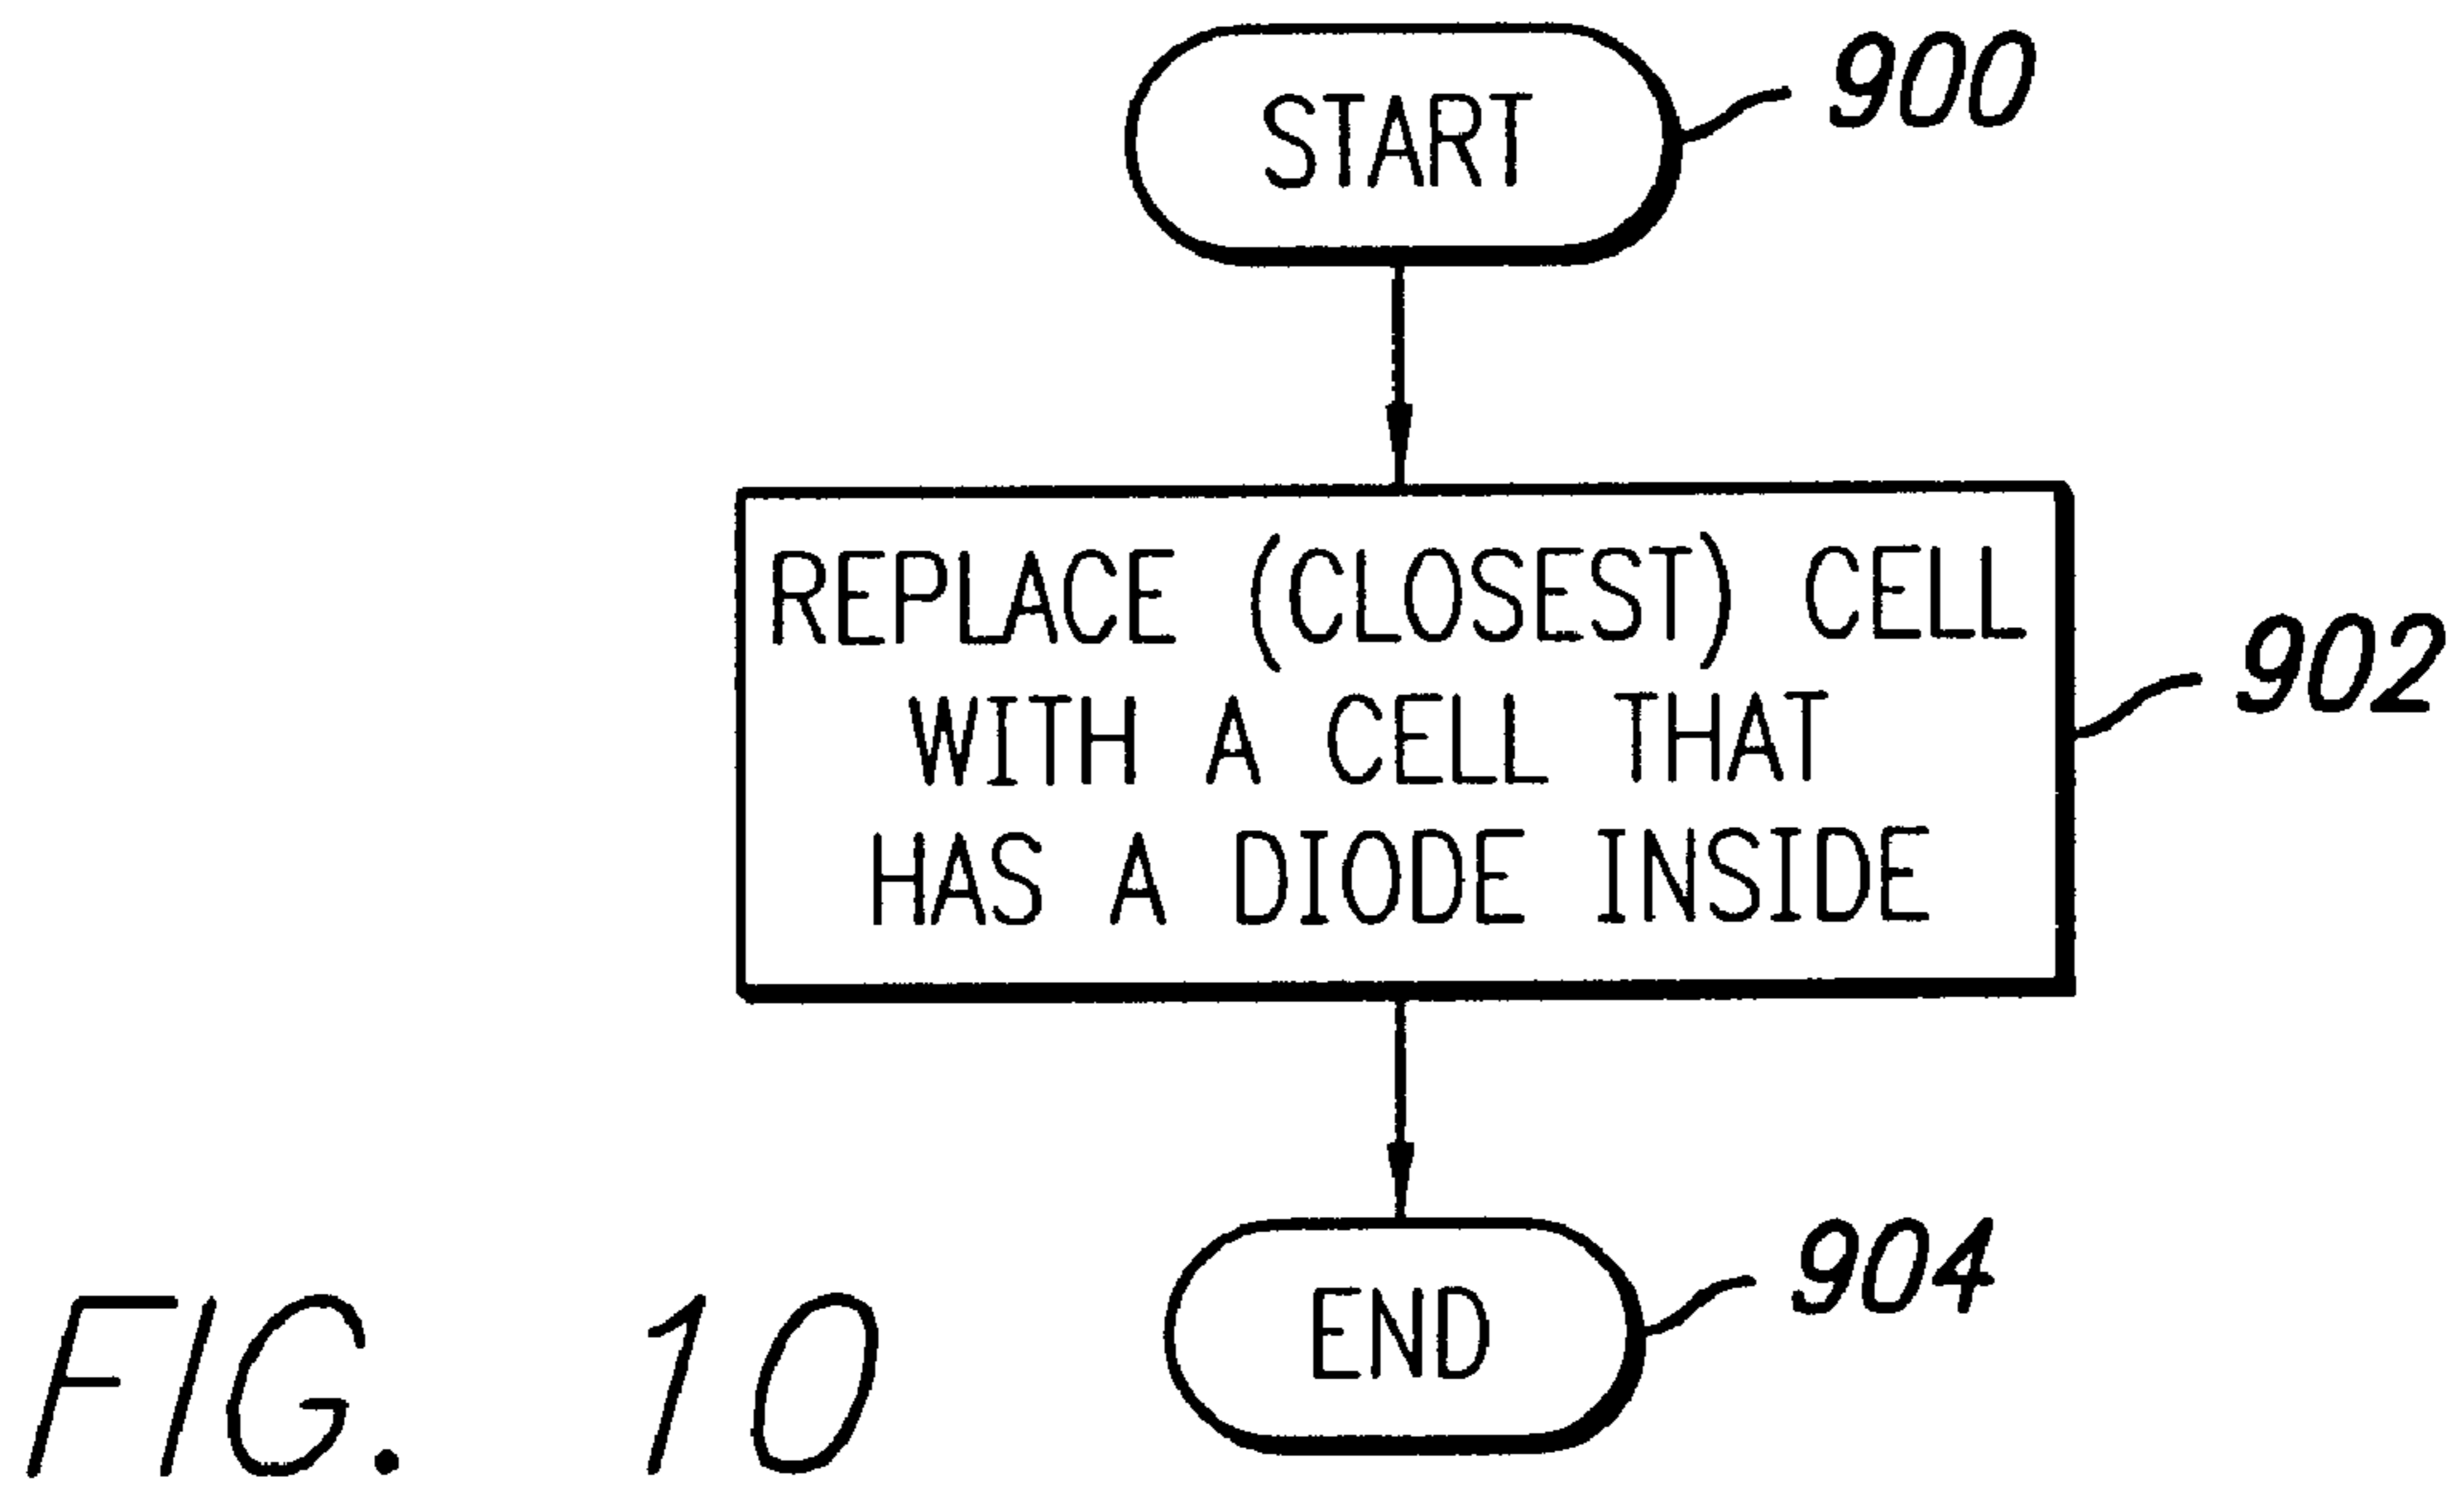 START
900
REPLACE (CLOSEST) CELL
WITH A CELL THAT
HAS A DIODE INSIDE
902
END
904
FIG. 10